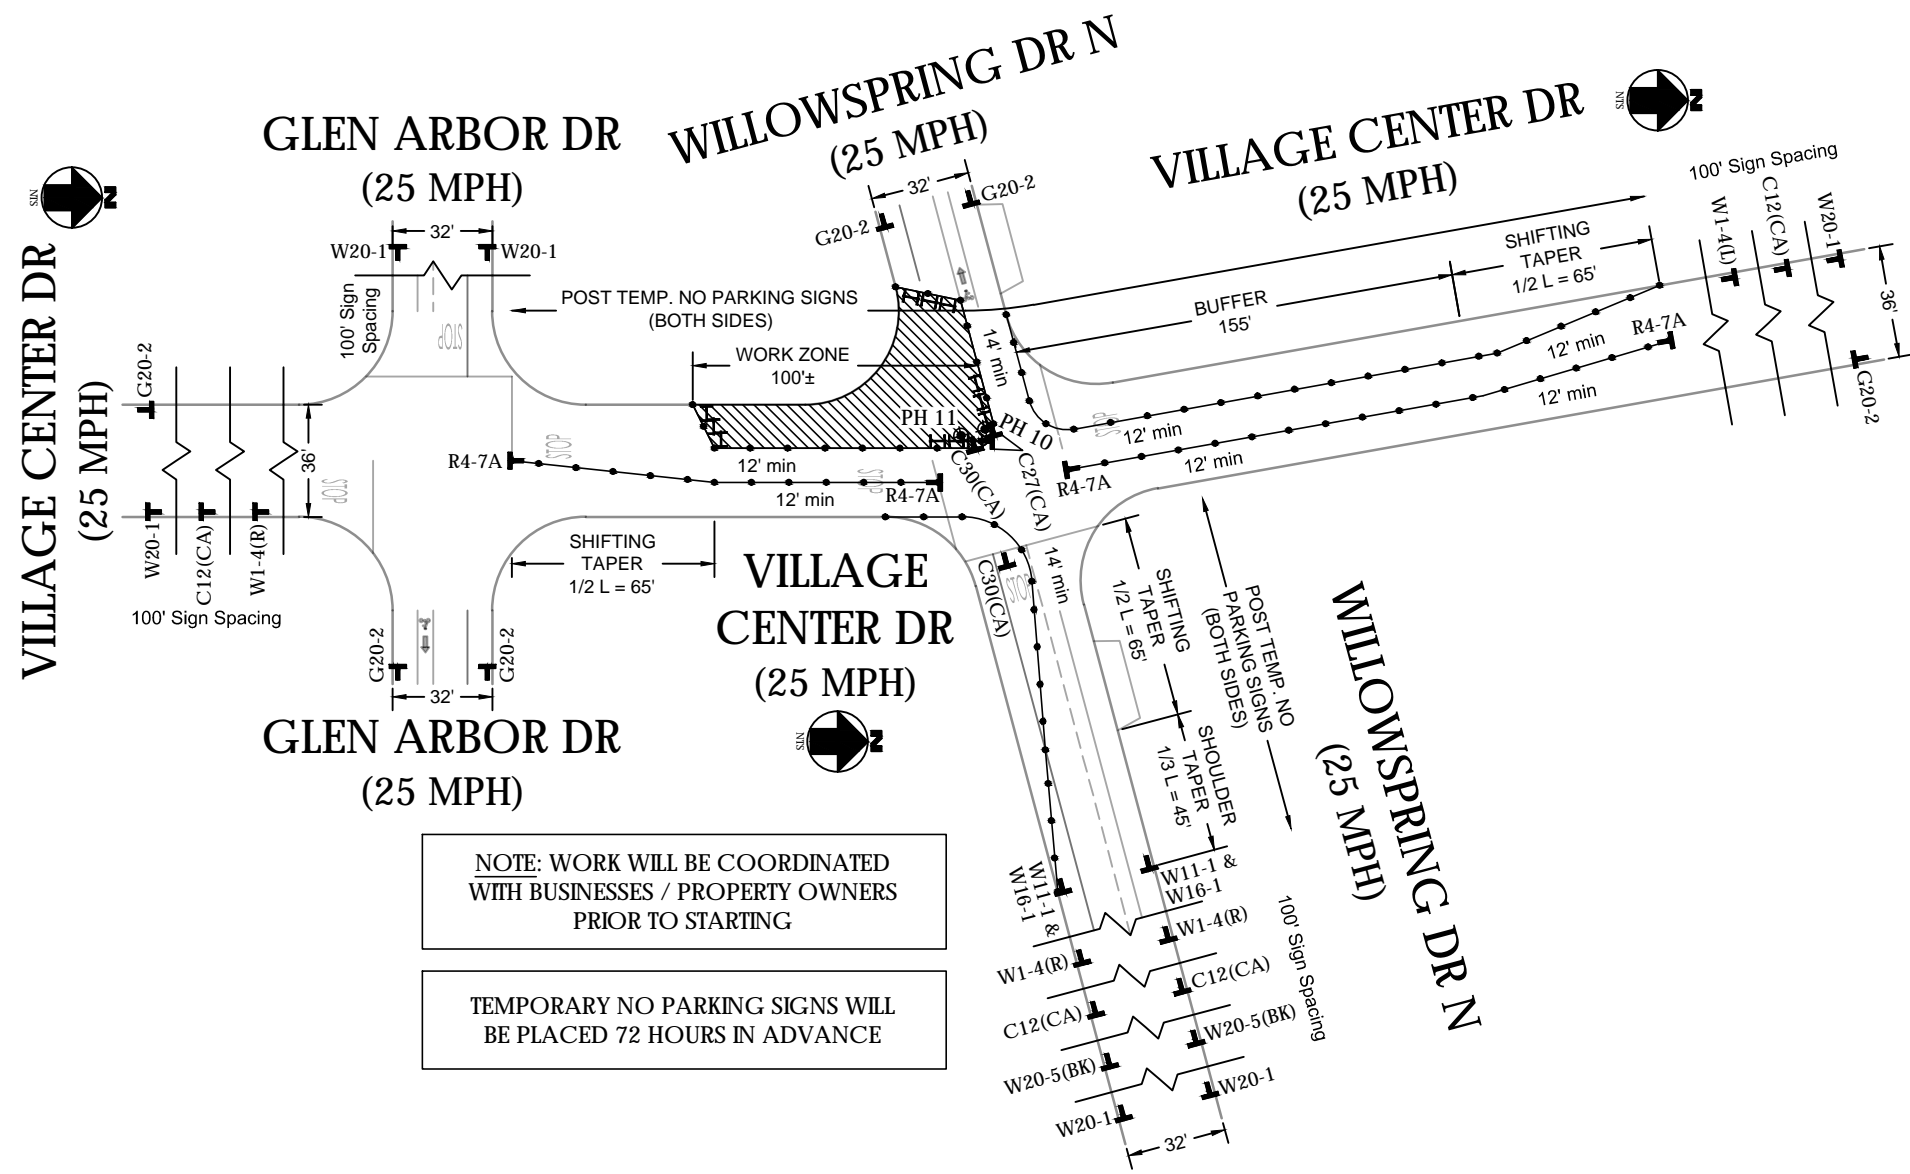 WILLOWSPRING DR N
(25 MPH)
VILLAGE CENTER DR
(25 MPH)
N
NTS
GLEN ARBOR DR
(25 MPH)
N
NTS
VILLAGE CENTER DR
(25 MPH)
100' Sign Spacing
W1-4(L)
C12(CA)
W20-1
36'
G20-2
32'
G20-2
G20-2
32'
W20-1
W20-1
100' Sign
Spacing
STOP
POST TEMP. NO PARKING SIGNS
(BOTH SIDES)
SHIFTING
TAPER
1/2 L = 65'
BUFFER
155'
R4-7A
12' min
12' min
14' min
WORK ZONE
100'±
PH 11
PH 10
C30(CA)
C27(CA)
STOP
12' min
12' min
R4-7A
G20-2
36'
R4-7A
STOP
STOP
12' min
12' min
STOP
R4-7A
W20-1
C12(CA)
W1-4(R)
100' Sign Spacing
SHIFTING
TAPER
1/2 L = 65'
VILLAGE
CENTER DR
(25 MPH)
N
NTS
C30(CA)
STOP
14' min
SHIFTING
TAPER
1/2 L = 65'
POST TEMP. NO
PARKING SIGNS
(BOTH SIDES)
WILLOWSPRING DR N
(25 MPH)
SHOULDER
TAPER
1/3 L = 45'
G20-2
G20-2
32'
GLEN ARBOR DR
(25 MPH)
NOTE: WORK WILL BE COORDINATED
WITH BUSINESSES / PROPERTY OWNERS
PRIOR TO STARTING
TEMPORARY NO PARKING SIGNS WILL
BE PLACED 72 HOURS IN ADVANCE
W11-1 &
W16-1
W11-1 &
W16-1
W1-4(R)
W1-4(R)
C12(CA)
C12(CA)
W20-5(BK)
W20-5(BK)
W20-1
W20-1
100' Sign Spacing
32'